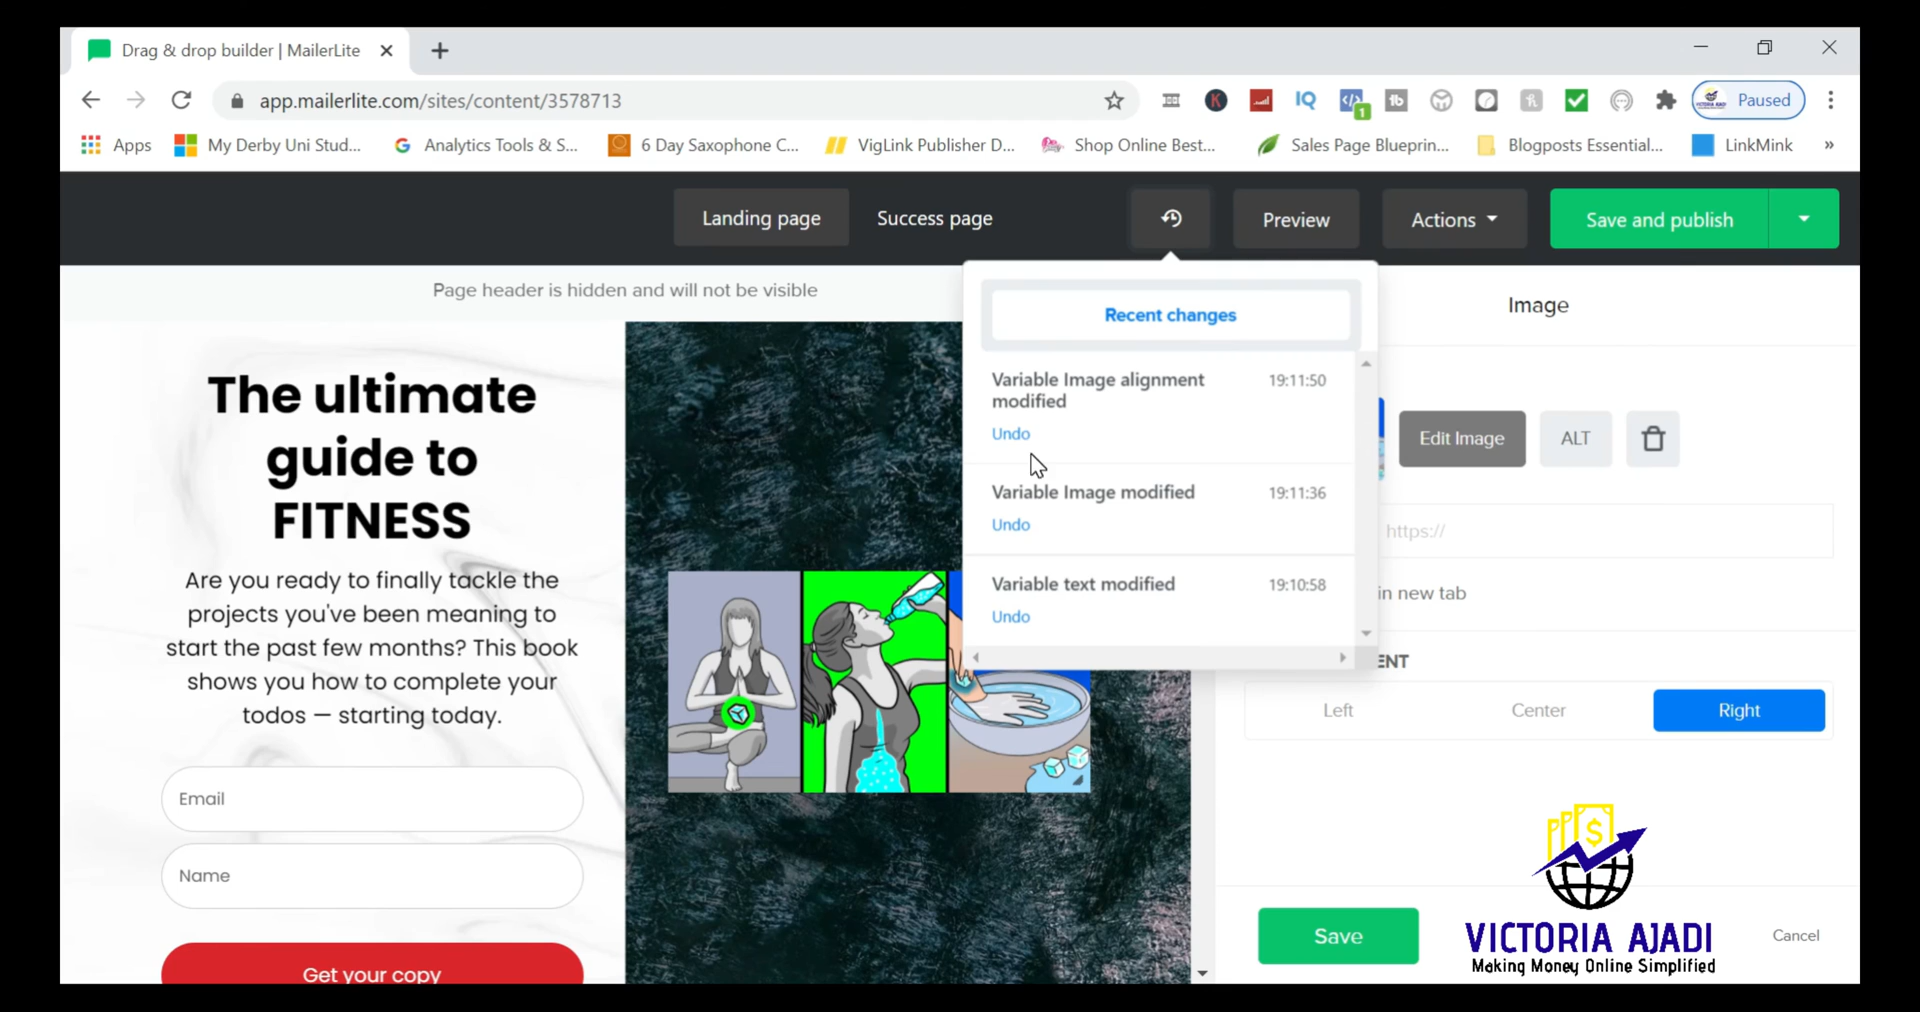 Drag & drop builder | MailerLite
app.mailerlite.com/sites/content/3578713
Paused
Apps
My Derby Uni Stud...
Analytics Tools & S...
6 Day Saxophone C...
VigLink Publisher D...
Shop Online Best...
Sales Page Blueprin...
Blogposts Essential...
LinkMink
»
Landing page
Success page
Preview
Actions
Save and publish
Page header is hidden and will not be visible
Recent changes
Image
Variable Image alignment 19:11:50
modified
Undo
Variable Image modified 19:11:36
Undo
Variable text modified 19:10:58
Undo
Edit Image
ALT
https://
in new tab
ENT
Left
Center
Right
The ultimate
guide to
FITNESS
Are you ready to finally tackle the
projects you've been meaning to
start the past few months? This book
shows you how to complete your
todos — starting today.
Email
Name
Get your copy
Save
Cancel
VICTORIA AJADI
Making Money Online Simplified